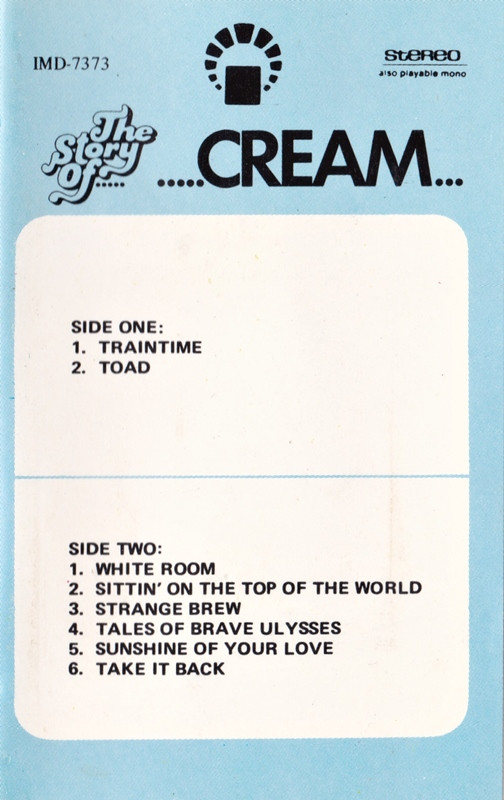 IMD-7373
STEREO
also playable mono
The
Story
Of.....
.....CREAM...
SIDE ONE:
1. TRAINTIME
2. TOAD
SIDE TWO:
1. WHITE ROOM
2. SITTIN' ON THE TOP OF THE WORLD
3. STRANGE BREW
4. TALES OF BRAVE ULYSSES
5. SUNSHINE OF YOUR LOVE
6. TAKE IT BACK